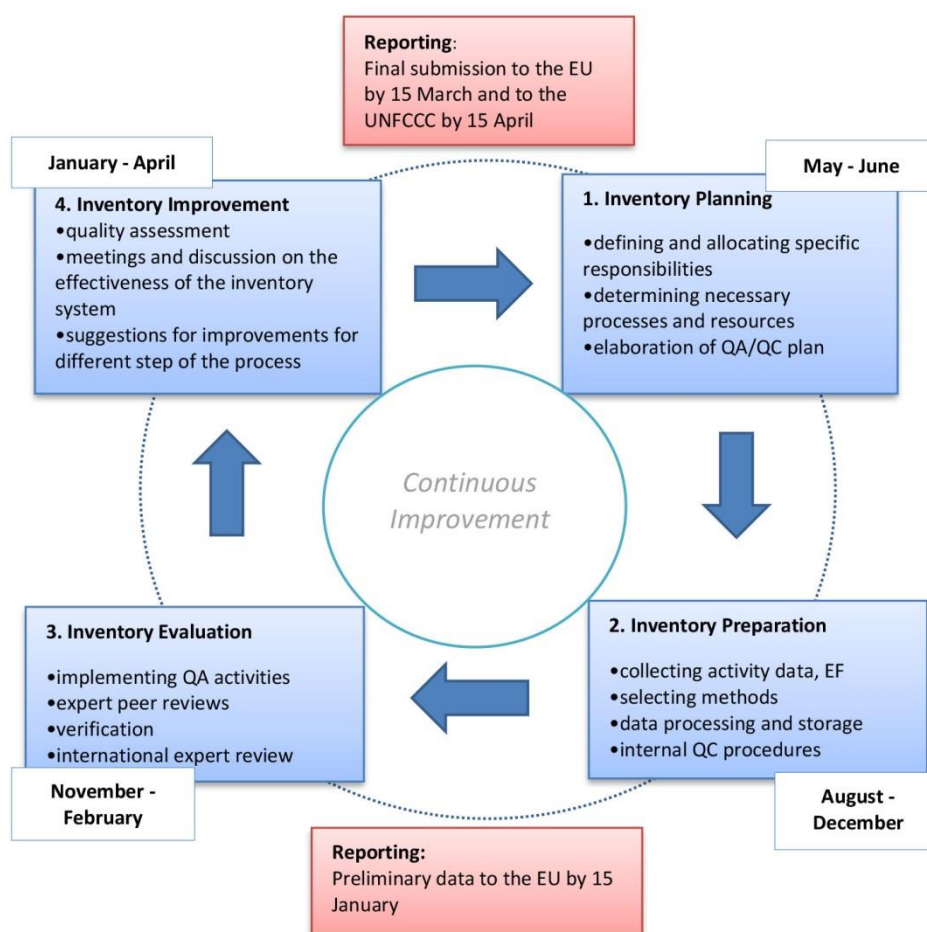 Reporting:
Final submission to the EU
by 15 March and to the
UNFCCC by 15 April
January - April
4. Inventory Improvement
•quality assessment
•meetings and discussion on the
effectiveness of the inventory
system
•suggestions for improvements for
different step of the process
May - June
1. Inventory Planning
•defining and allocating specific
responsibilities
•determining necessary
processes and resources
•elaboration of QA/QC plan
Continuous
Improvement
3. Inventory Evaluation
•implementing QA activities
•expert peer reviews
•verification
•international expert review
November -
February
2. Inventory Preparation
•collecting activity data, EF
•selecting methods
•data processing and storage
•internal QC procedures
August -
December
Reporting:
Preliminary data to the EU by 15
January